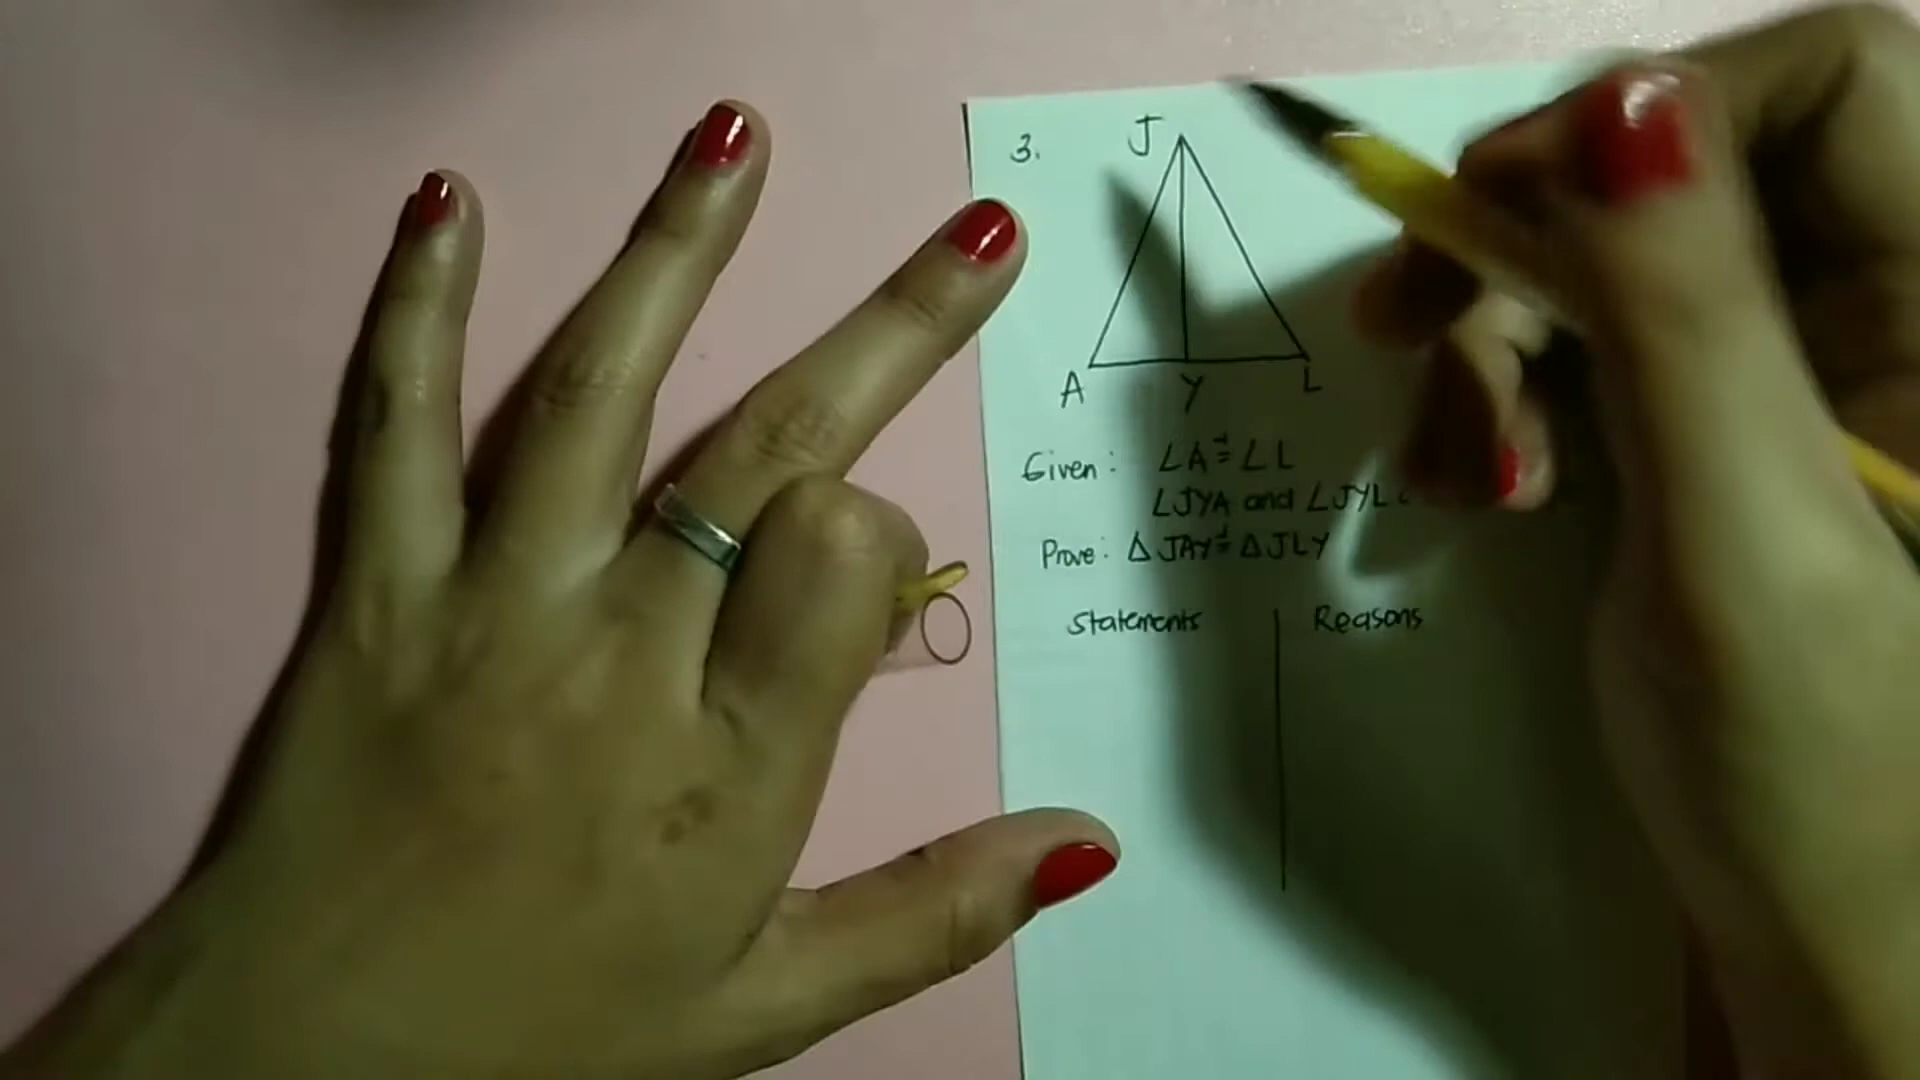 3.
J
A Y L
Given: ∠A ≅ ∠L
∠JYA and ∠JYL
Prove: △JAY ≅ △JLY
Statements Reasons